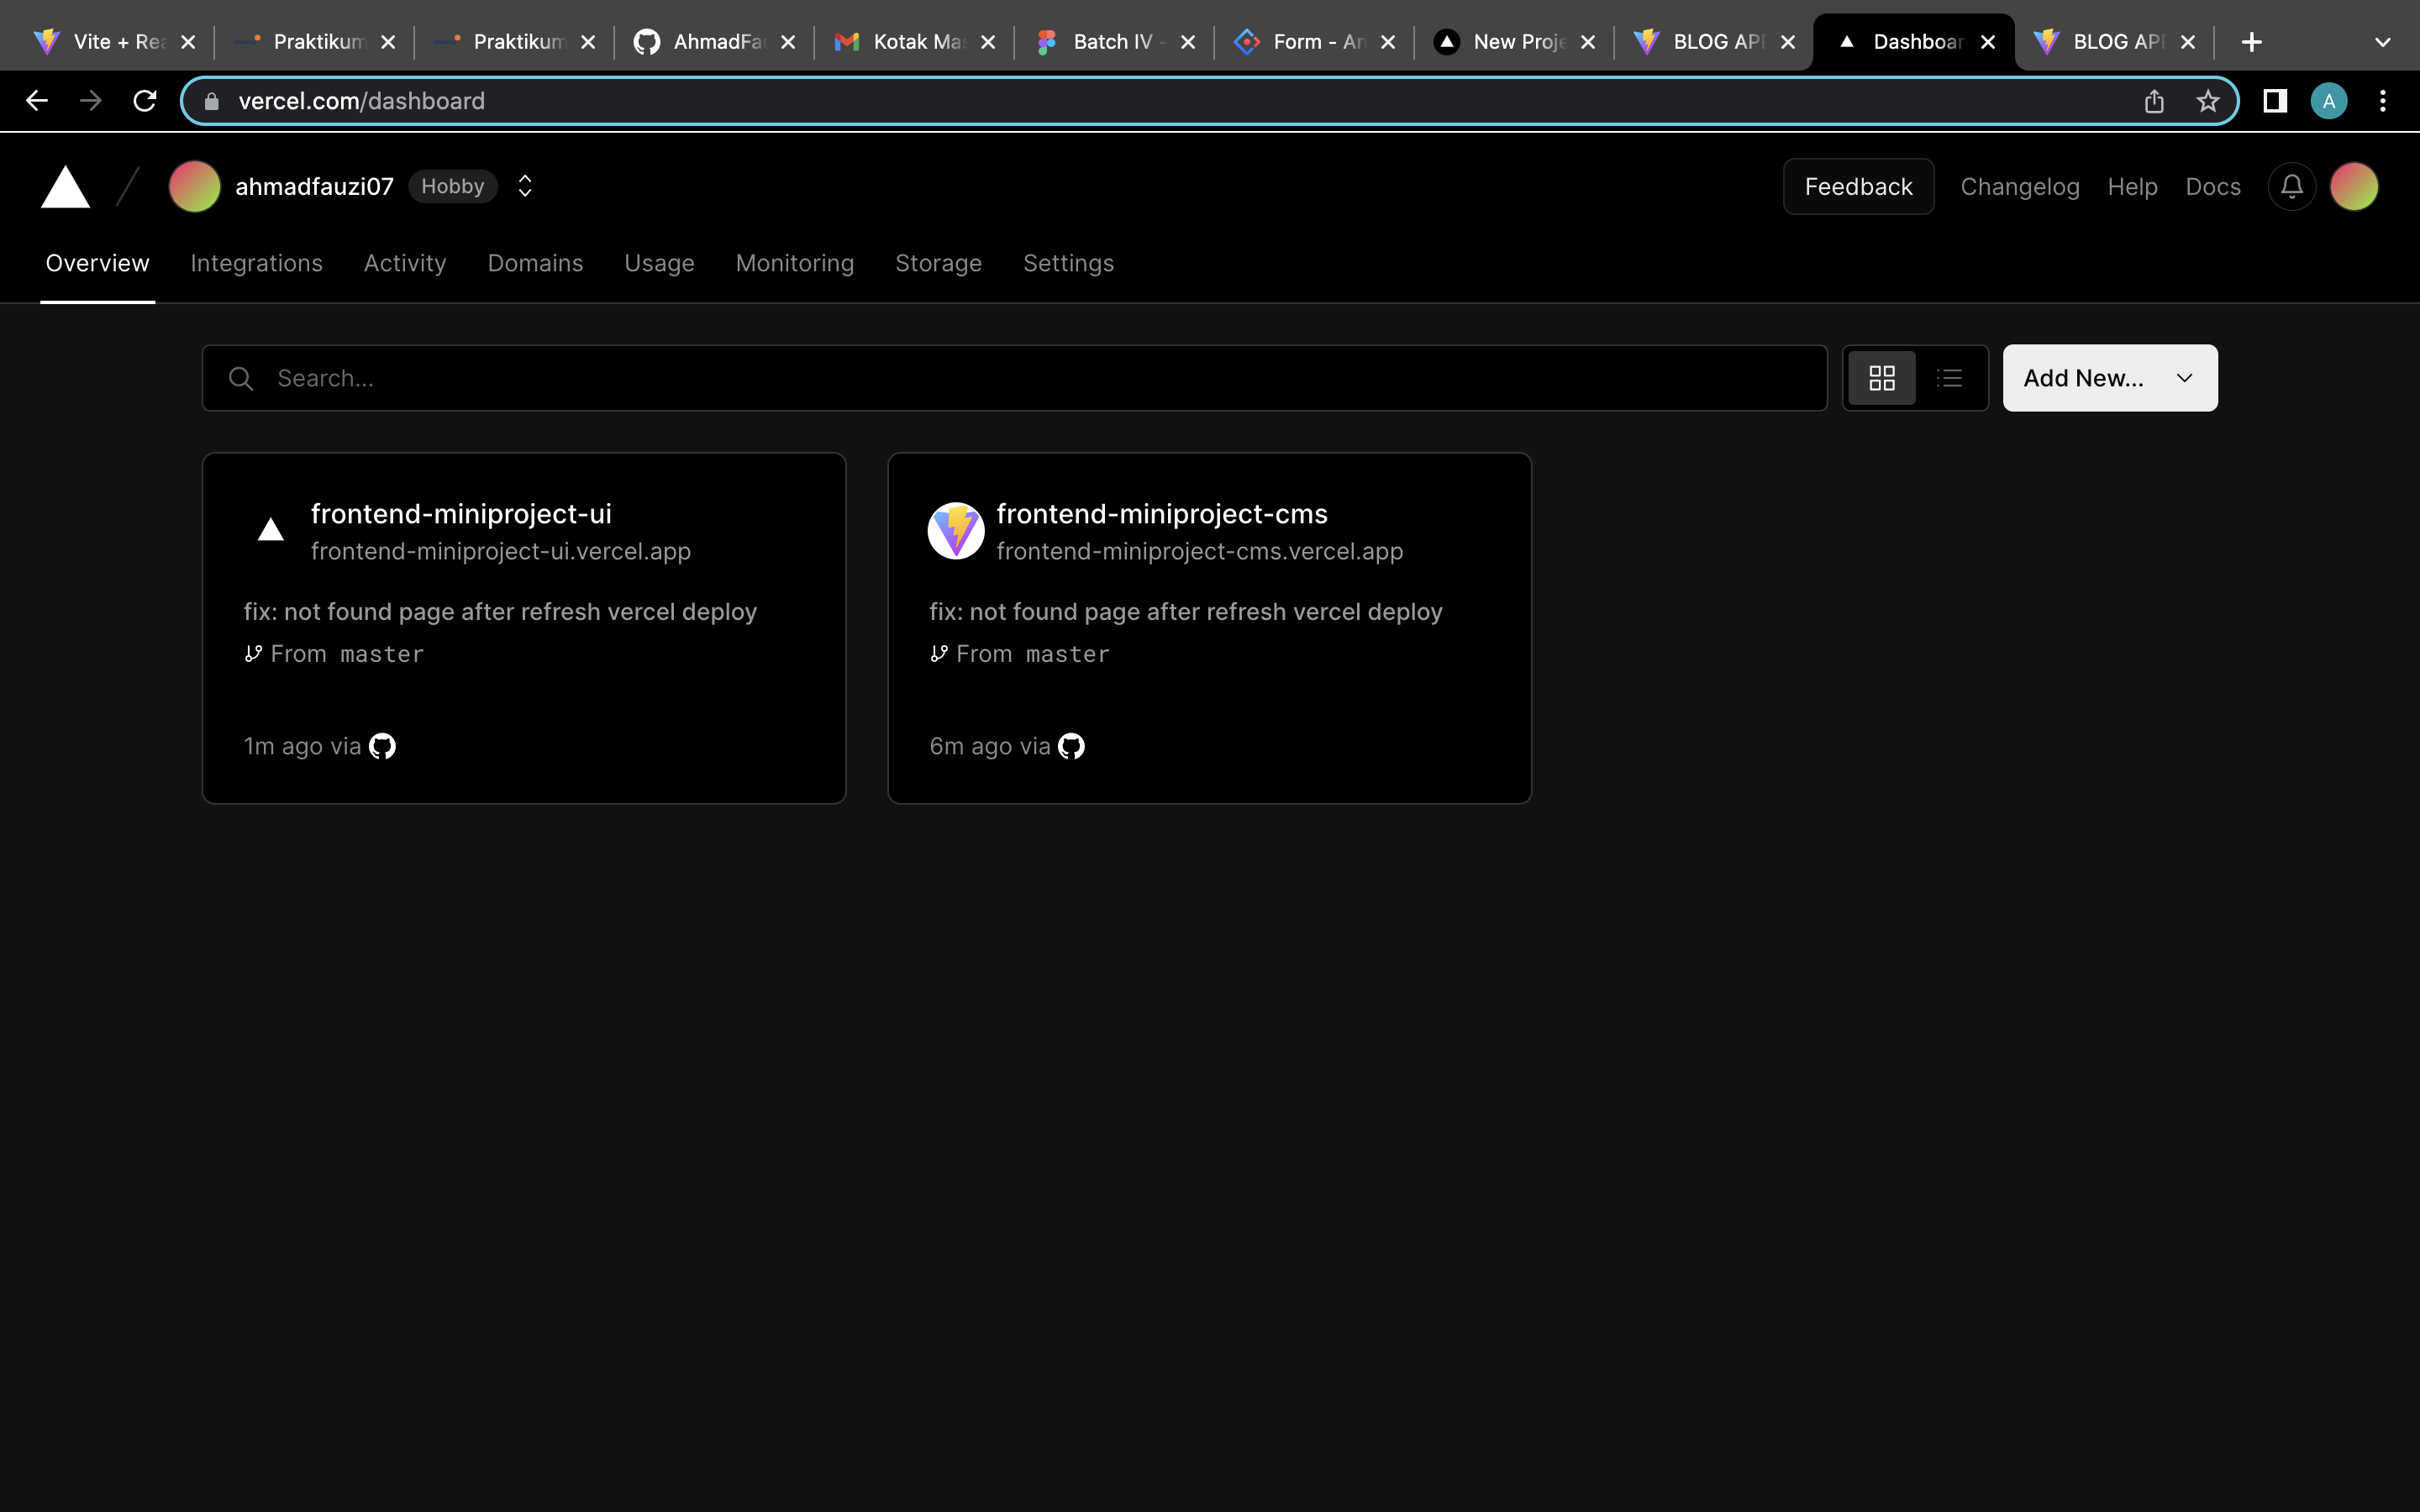 Vite + Rea
Praktikum
Praktikum
AhmadFa
Kotak Mas
Batch IV -
Form - An
New Proje
BLOG APP
Dashboar
BLOG APP
vercel.com/dashboard
A
ahmadfauzi07 Hobby
Feedback Changelog Help Docs
Overview Integrations Activity Domains Usage Monitoring Storage Settings
Search...
Add New...
frontend-miniproject-ui
frontend-miniproject-ui.vercel.app
fix: not found page after refresh vercel deploy
From master
1m ago via
frontend-miniproject-cms
frontend-miniproject-cms.vercel.app
fix: not found page after refresh vercel deploy
From master
6m ago via